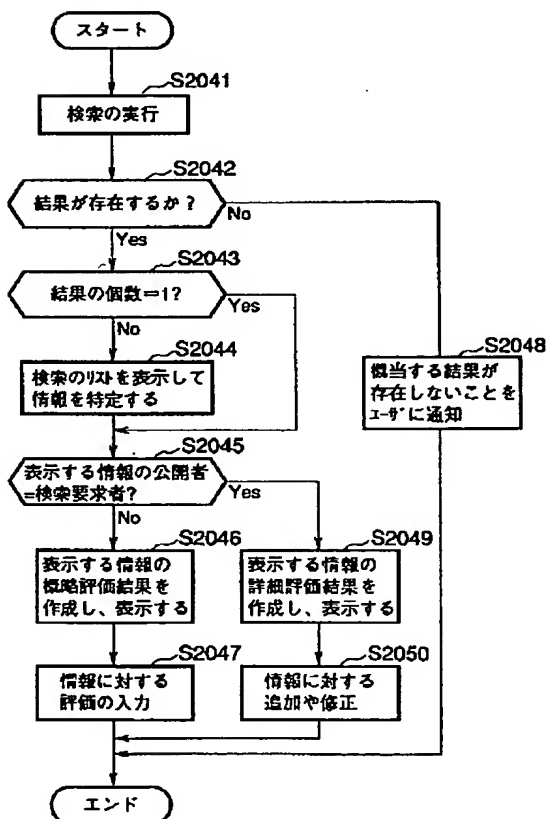 スタート
S2041
検索の実行
S2042
結果が存在するか?
No
Yes
S2043
結果の個数=1?
Yes
No
S2044
検索のリストを表示して
情報を特定する
S2048
概当する結果が
存在しないことを
ユーザに通知
S2045
表示する情報の公開者
=検索要求者?
Yes
No
S2046
表示する情報の
概略評価結果を
作成し、表示する
S2049
表示する情報の
詳細評価結果を
作成し、表示する
S2047
情報に対する
評価の入力
S2050
情報に対する
追加や修正
エンド